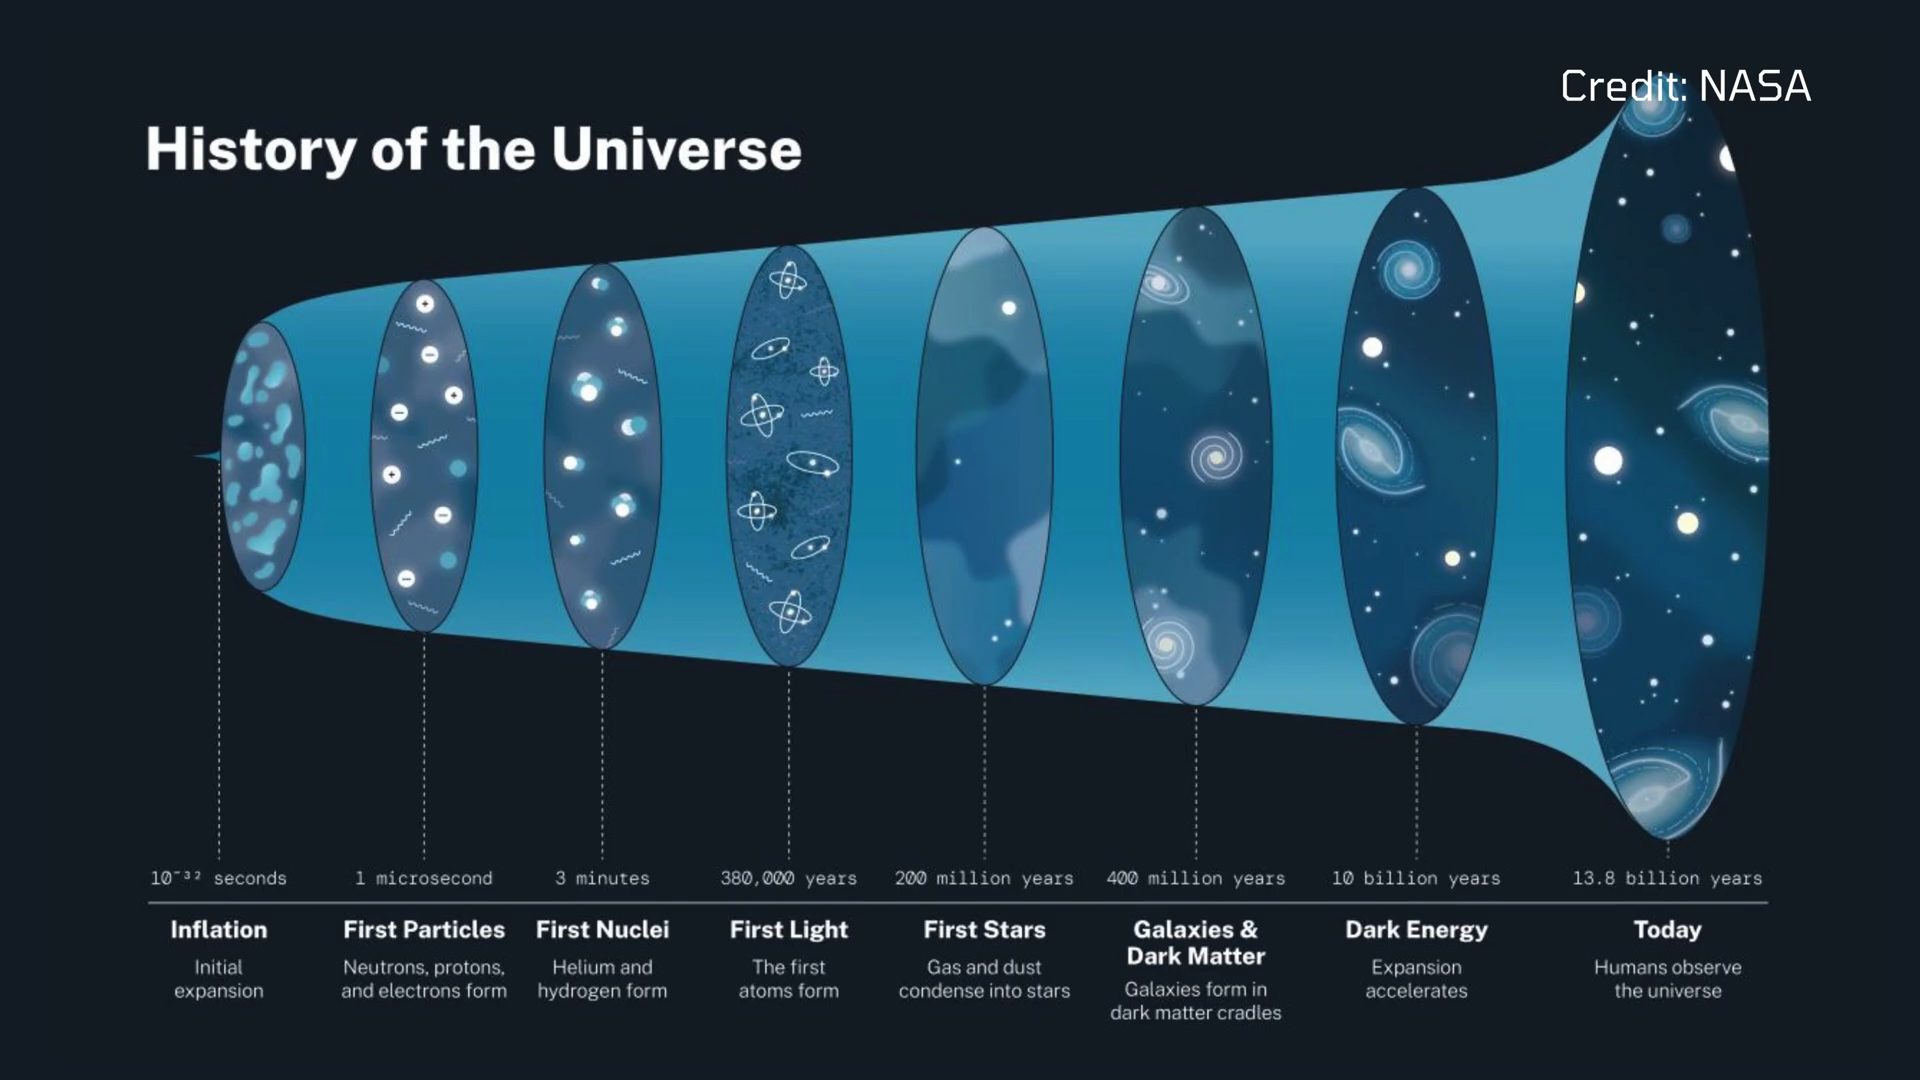 Credit: NASA
History of the Universe
10⁻³² seconds
1 microsecond
3 minutes
380,000 years
200 million years
400 million years
10 billion years
13.8 billion years
Inflation
Initial
expansion
First Particles
Neutrons, protons,
and electrons form
First Nuclei
Helium and
hydrogen form
First Light
The first
atoms form
First Stars
Gas and dust
condense into stars
Galaxies &
Dark Matter
Galaxies form in
dark matter cradles
Dark Energy
Expansion
accelerates
Today
Humans observe
the universe